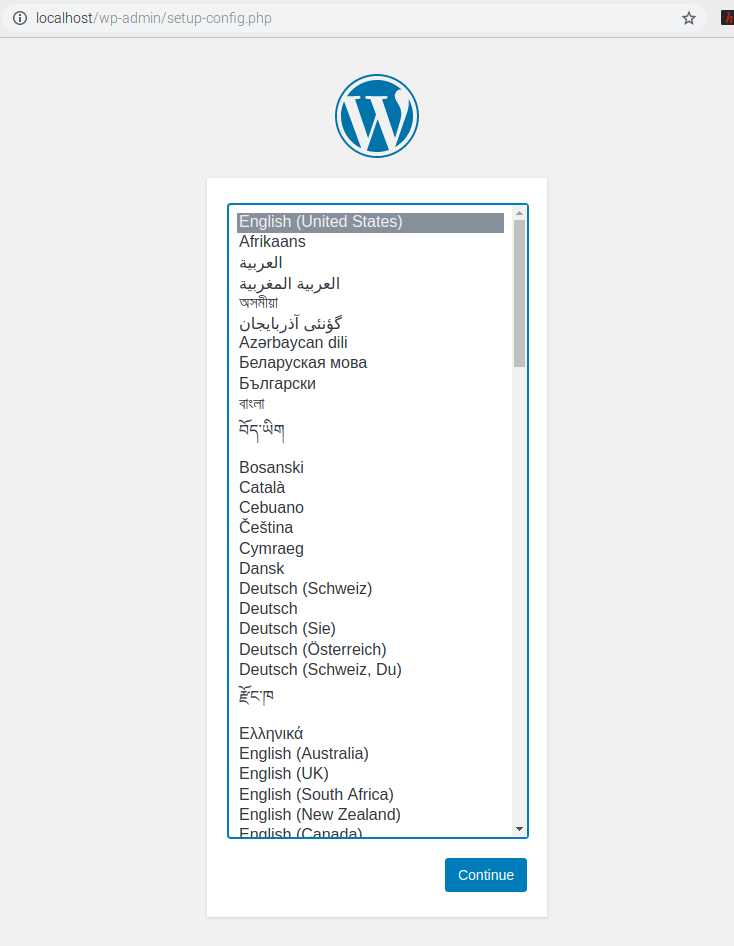 localhost/wp-admin/setup-config.php
English (United States)
Afrikaans
العربية
العربية المغربية
অসমীয়া
گؤنئی آذربایجان
Azərbaycan dili
Беларуская мова
Български
বাংলা
བོད་ཡིག
Bosanski
Català
Cebuano
Čeština
Cymraeg
Dansk
Deutsch (Schweiz)
Deutsch
Deutsch (Sie)
Deutsch (Österreich)
Deutsch (Schweiz, Du)
རྫོང་ཁ
Ελληνικά
English (Australia)
English (UK)
English (South Africa)
English (New Zealand)
English (Canada)
Continue